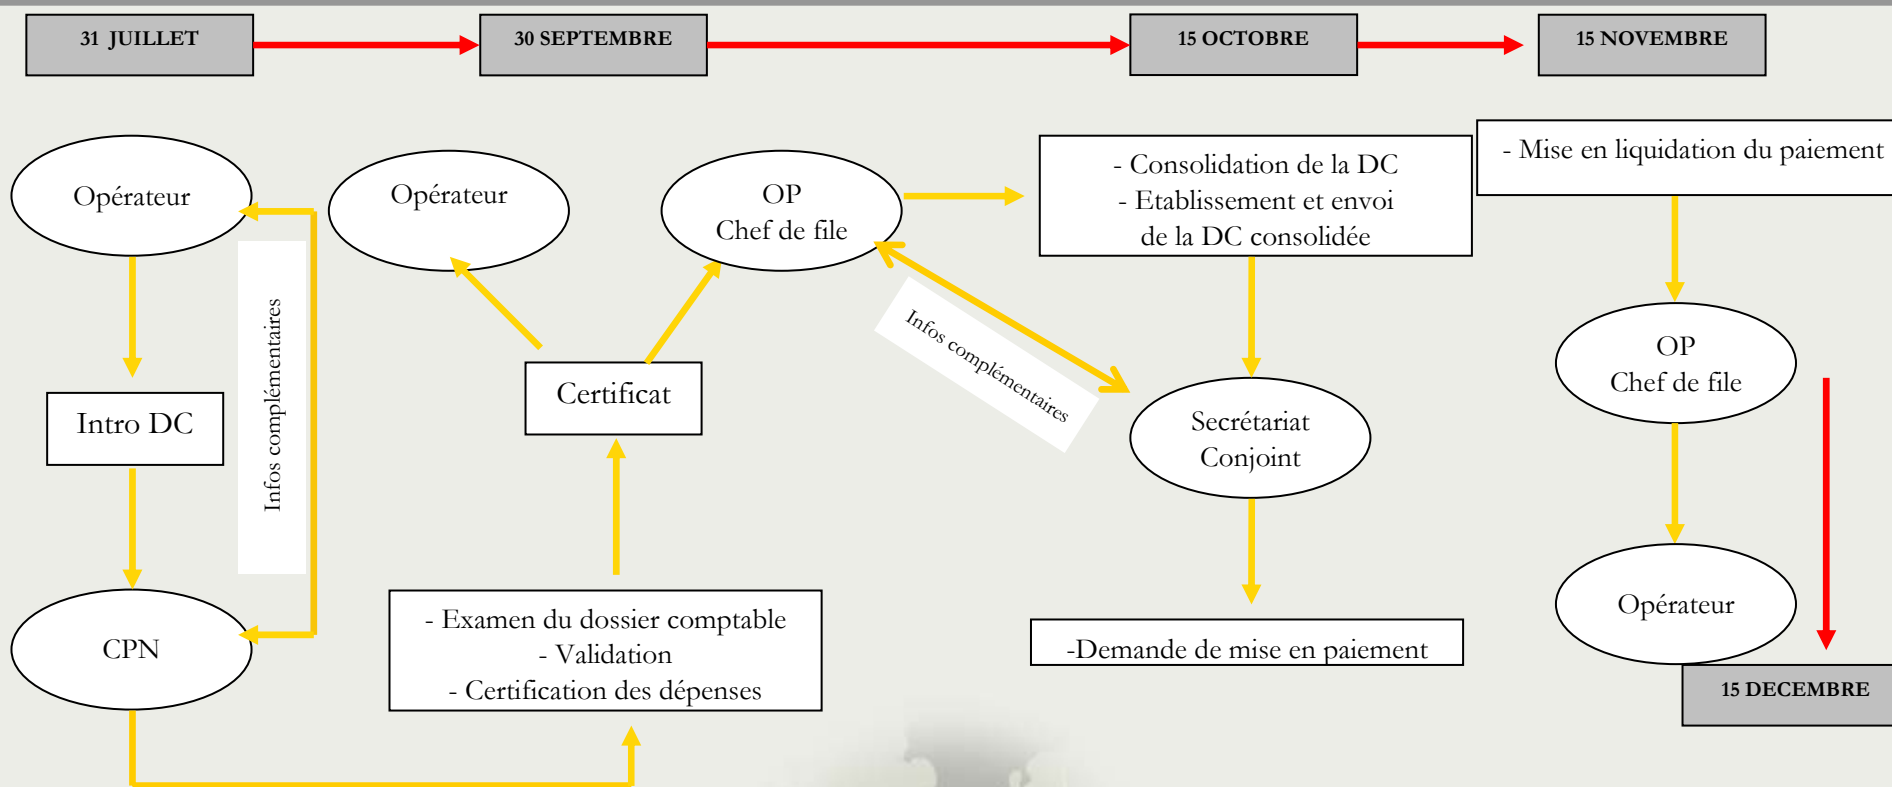 31 JUILLET
30 SEPTEMBRE
15 OCTOBRE
15 NOVEMBRE
Opérateur
Infos complémentaires
Intro DC
CPN
Opérateur
OP
Chef de file
Certificat
- Examen du dossier comptable
- Validation
- Certification des dépenses
Infos complémentaires
- Consolidation de la DC
- Etablissement et envoi
de la DC consolidée
Secrétariat
Conjoint
-Demande de mise en paiement
- Mise en liquidation du paiement
OP
Chef de file
Opérateur
15 DECEMBRE